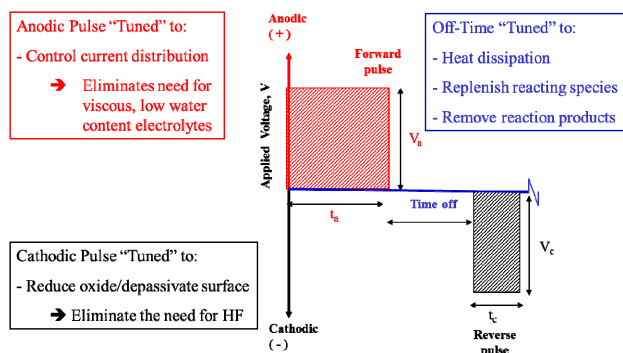 Anodic Pulse “Tuned” to:
- Control current distribution
➔ Eliminates need for
viscous, low water
content electrolytes
Anodic
(+)
Forward
pulse
Off-Time “Tuned” to:
- Heat dissipation
- Replenish reacting species
- Remove reaction products
Applied Voltage, V
Va
ta
Time off
Cathodic Pulse “Tuned” to:
- Reduce oxide/depassivate surface
➔ Eliminate the need for HF
Vc
tc
Cathodic
(-)
Reverse
pulse